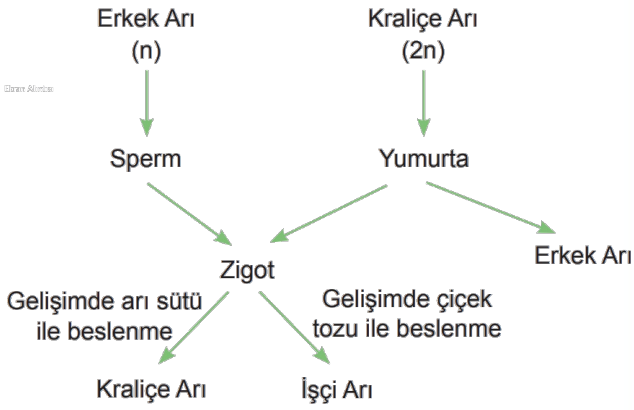 Erkek Arı
(n)
Kraliçe Arı
(2n)
Sperm
Yumurta
Zigot
Erkek Arı
Gelişimde arı sütü
ile beslenme
Gelişimde çiçek
tozu ile beslenme
Kraliçe Arı
İşçi Arı